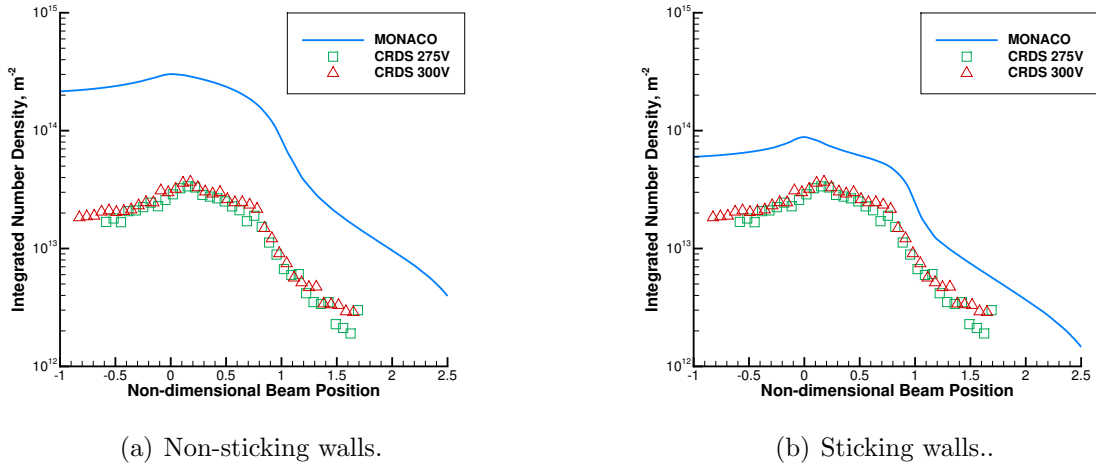 Integrated Number Density, m-2
10^15
10^14
10^13
10^12
MONACO
CRDS 275V
CRDS 300V
-1 -0.5 0 0.5 1 1.5 2 2.5
Non-dimensional Beam Position
(a) Non-sticking walls.
Integrated Number Density, m-2
10^15
10^14
10^13
10^12
MONACO
CRDS 275V
CRDS 300V
-1 -0.5 0 0.5 1 1.5 2 2.5
Non-dimensional Beam Position
(b) Sticking walls..